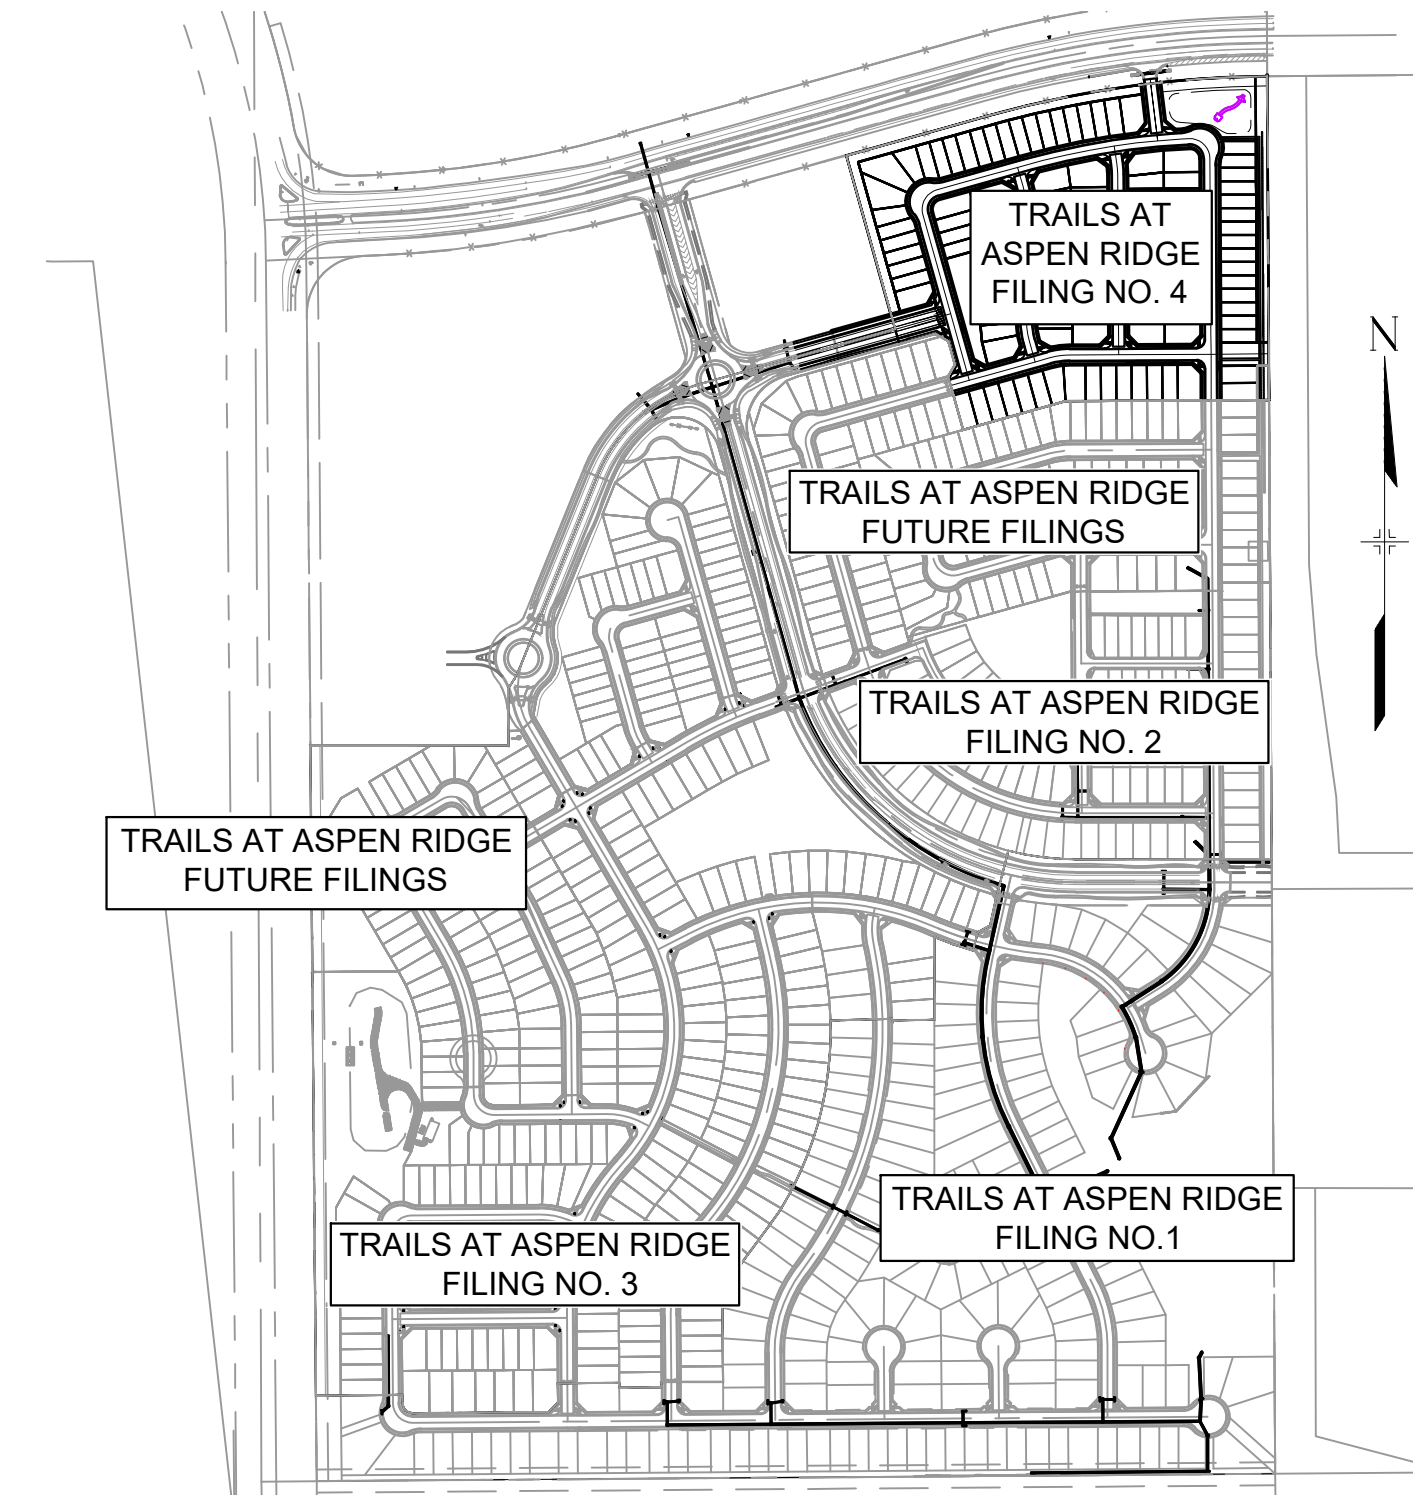 TRAILS AT
ASPEN RIDGE
FILING NO. 4
N
TRAILS AT ASPEN RIDGE
FUTURE FILINGS
TRAILS AT ASPEN RIDGE
FILING NO. 2
TRAILS AT ASPEN RIDGE
FUTURE FILINGS
TRAILS AT ASPEN RIDGE
FILING NO.1
TRAILS AT ASPEN RIDGE
FILING NO. 3